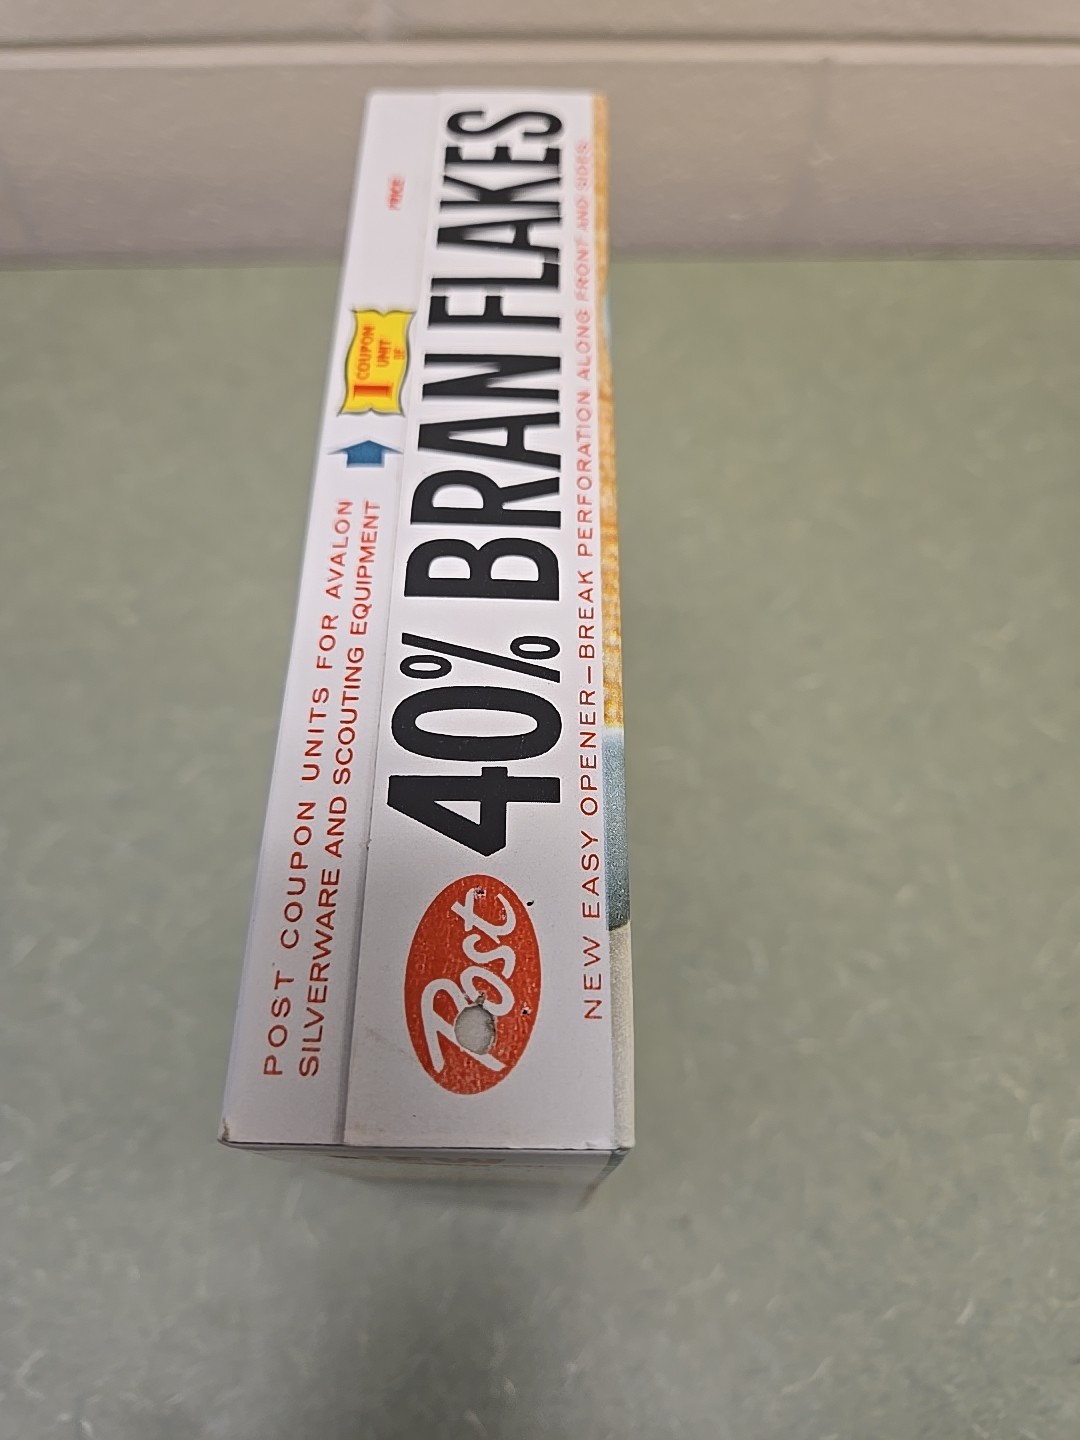 POST COUPON UNITS FOR AVALON
SILVERWARE AND SCOUTING EQUIPMENT
1 COUPON
UNIT
PRICE
Post 40% BRAN FLAKES
NEW EASY OPENER—BREAK PERFORATION ALONG FRONT AND SIDES